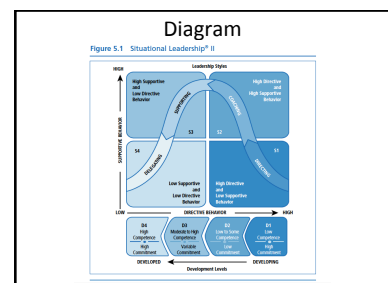 Diagram
Figure 5.1 Situational Leadership® II
Leadership Styles
HIGH
High Supportive
and
Low Directive
Behavior
High Directive
and
High Supportive
Behavior
SUPPORTING
COACHING
S3
S2
SUPPORTIVE BEHAVIOR
S4
S1
DELEGATING
DIRECTING
Low Supportive
and
Low Directive
Behavior
High Directive
and
Low Supportive
Behavior
LOW
DIRECTIVE BEHAVIOR
HIGH
D4
High
Competence
High
Commitment
D3
Moderate to High
Competence
Variable
Commitment
D2
Low to Some
Competence
Low
Commitment
D1
Low
Competence
High
Commitment
DEVELOPED
DEVELOPING
Development Levels